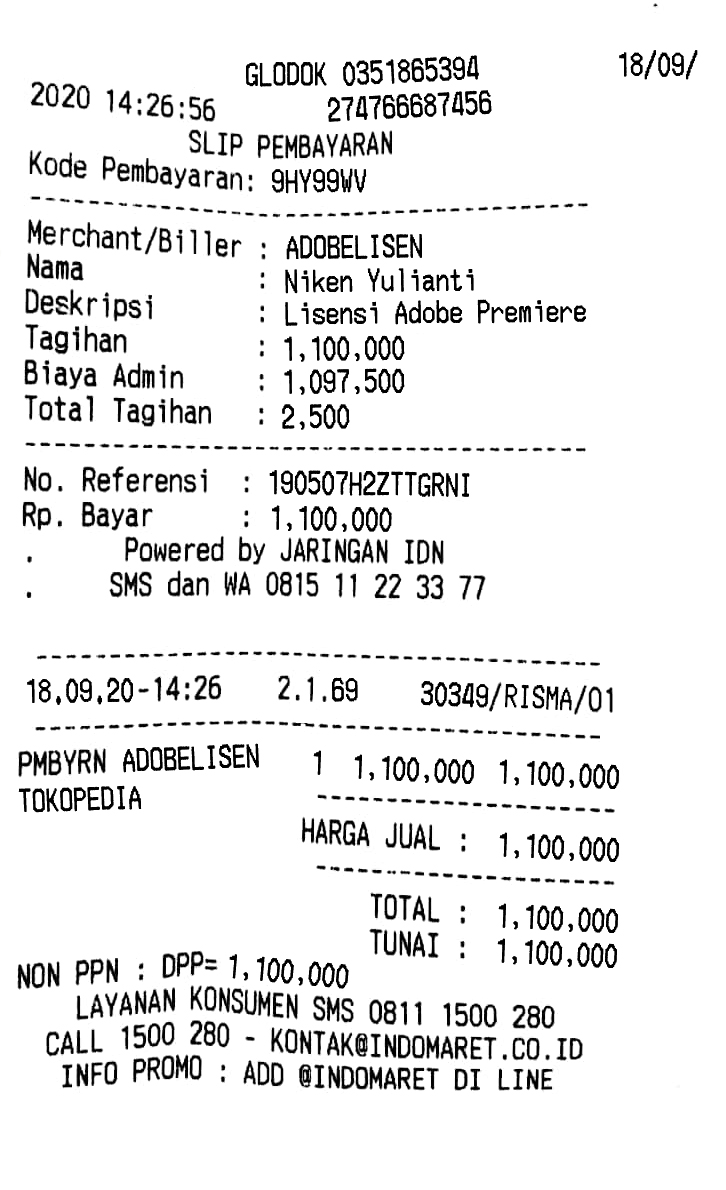 GLODOK 0351865394 18/09/
2020 14:26:56 274766687456
SLIP PEMBAYARAN
Kode Pembayaran: 9HY99WV
Merchant/Biller : ADOBELISEN
Nama : Niken Yulianti
Deskripsi : Lisensi Adobe Premiere
Tagihan : 1,100,000
Biaya Admin : 1,097,500
Total Tagihan : 2,500
No. Referensi : 190507H2ZTTGRNI
Rp. Bayar : 1,100,000
. Powered by JARINGAN IDN
. SMS dan WA 0815 11 22 33 77
18.09.20-14:26 2.1.69 30349/RISMA/01
PMBYRN ADOBELISEN 1 1,100,000 1,100,000
TOKOPEDIA
HARGA JUAL : 1,100,000
TOTAL : 1,100,000
TUNAI : 1,100,000
NON PPN : DPP= 1,100,000
LAYANAN KONSUMEN SMS 0811 1500 280
CALL 1500 280 - KONTAK@INDOMARET.CO.ID
INFO PROMO : ADD @INDOMARET DI LINE